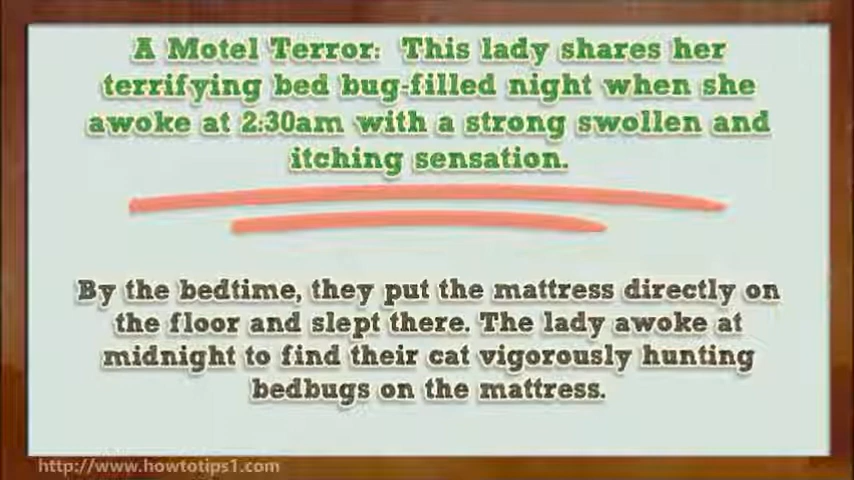 A Motel Terror: This lady shares her
terrifying bed bug-filled night when she
awoke at 2:30am with a strong swollen and
itching sensation.
By the bedtime, they put the mattress directly on
the floor and slept there. The lady awoke at
midnight to find their cat vigorously hunting
bedbugs on the mattress.
http://www.howtotips1.com